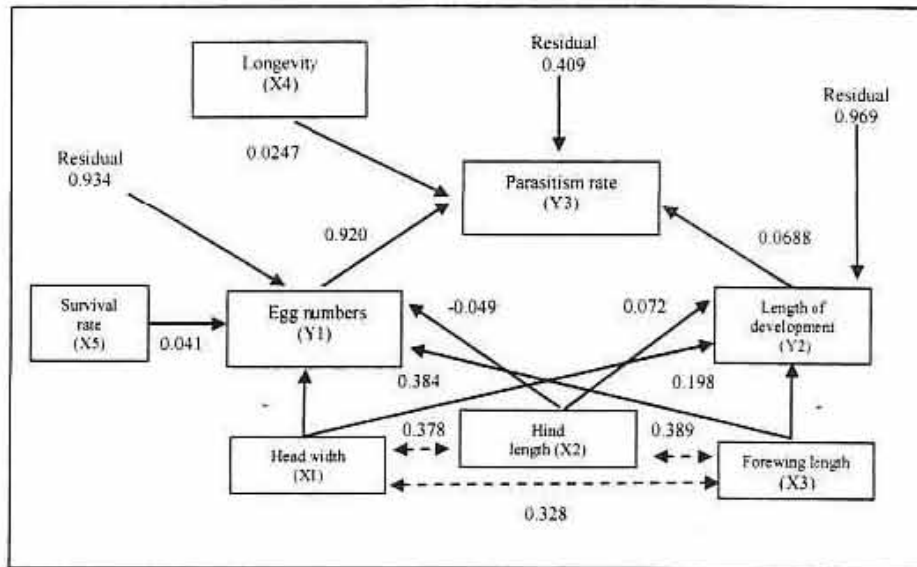 Longevity
(X4)
Residual
0.409
Residual
0.969
Residual
0.934
0.0247
Parasitism rate
(Y3)
0.920
0.0688
Survival
rate
(X5)
0.041
Egg numbers
(Y1)
-0.049
0.072
Length of
development
(Y2)
0.384
0.198
-
-
Head width
(X1)
0.378
Hind
length (X2)
0.389
Forewing length
(X3)
0.328